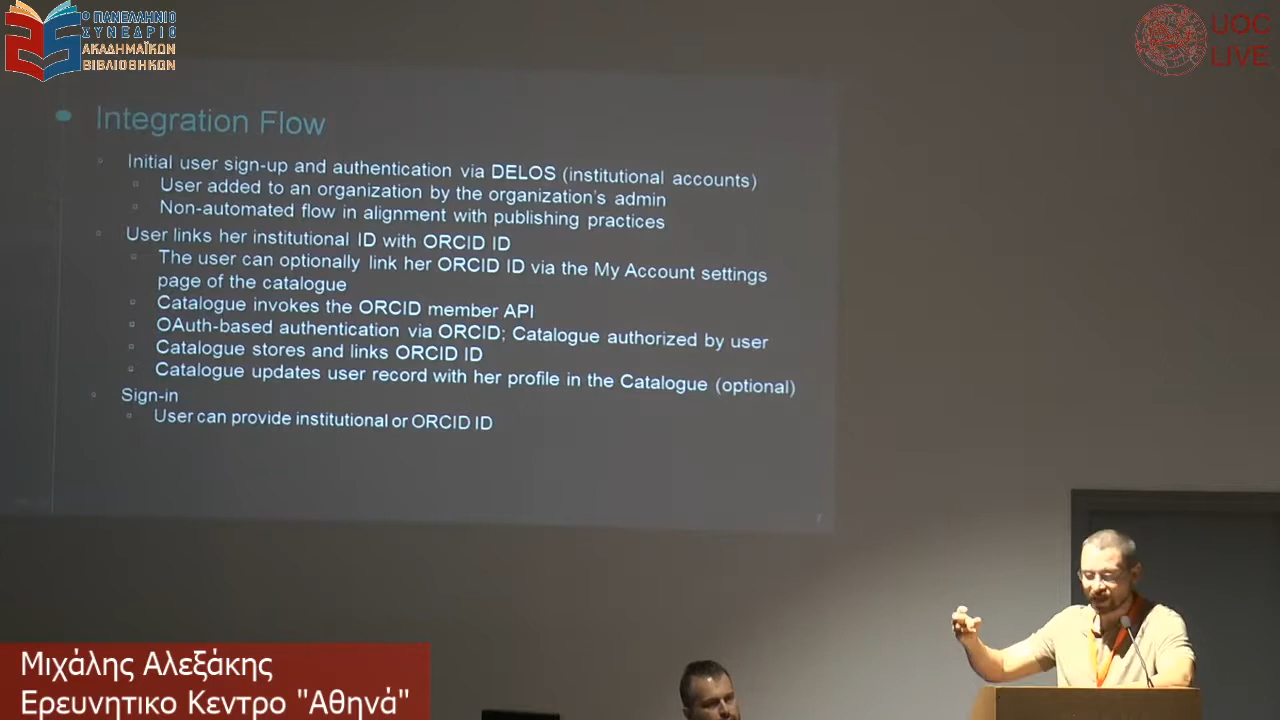 Ο ΠΑΝΕΛΛΗΝΙΟ
ΣΥΝΕΔΡΙΟ
ΑΚΑΔΗΜΑΪΚΩΝ
ΒΙΒΛΙΟΘΗΚΩΝ
UOC
LIVE
Integration Flow
Initial user sign-up and authentication via DELOS (institutional accounts)
User added to an organization by the organization's admin
Non-automated flow in alignment with publishing practices
User links her institutional ID with ORCID ID
The user can optionally link her ORCID ID via the My Account settings
page of the catalogue
Catalogue invokes the ORCID member API
OAuth-based authentication via ORCID; Catalogue authorized by user
Catalogue stores and links ORCID ID
Catalogue updates user record with her profile in the Catalogue (optional)
Sign-in
User can provide institutional or ORCID ID
7
Μιχάλης Αλεξάκης
Ερευνητικο Κεντρο "Αθηνά"